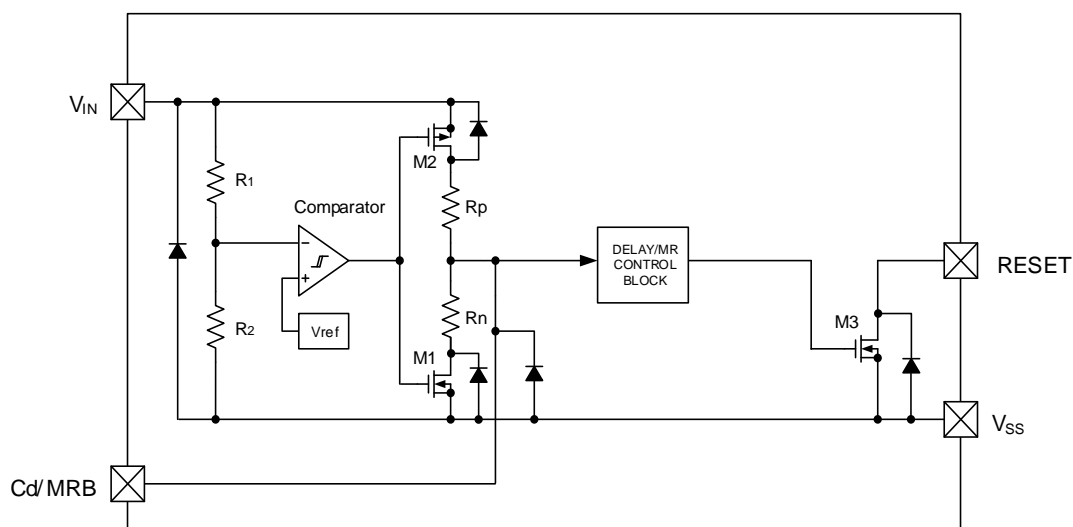 VIN
M2
R1
Rp
Comparator
DELAY/MR
CONTROL
BLOCK
RESET
−
+
R2
Vref
Rn
M1
M3
VSS
Cd/MRB